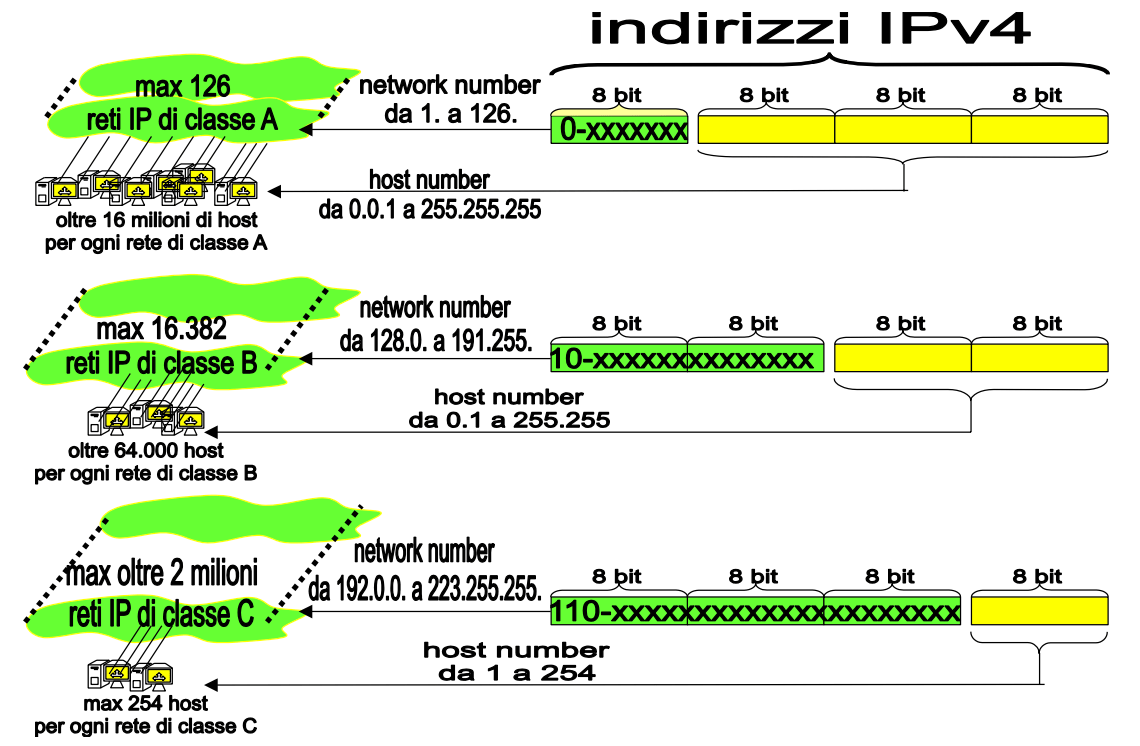 indirizzi IPv4
max 126
reti IP di classe A
network number
da 1. a 126.
8 bit 8 bit 8 bit 8 bit
0-xxxxxxx
host number
da 0.0.1 a 255.255.255
oltre 16 milioni di host
per ogni rete di classe A
max 16.382
reti IP di classe B
network number
da 128.0. a 191.255.
8 bit 8 bit 8 bit 8 bit
10-xxxxxxxxxxxxxx
host number
da 0.1 a 255.255
oltre 64.000 host
per ogni rete di classe B
max oltre 2 milioni
reti IP di classe C
network number
da 192.0.0. a 223.255.255.
8 bit 8 bit 8 bit 8 bit
110-xxxxxxxxxxxxxxxxxxxxx
host number
da 1 a 254
max 254 host
per ogni rete di classe C